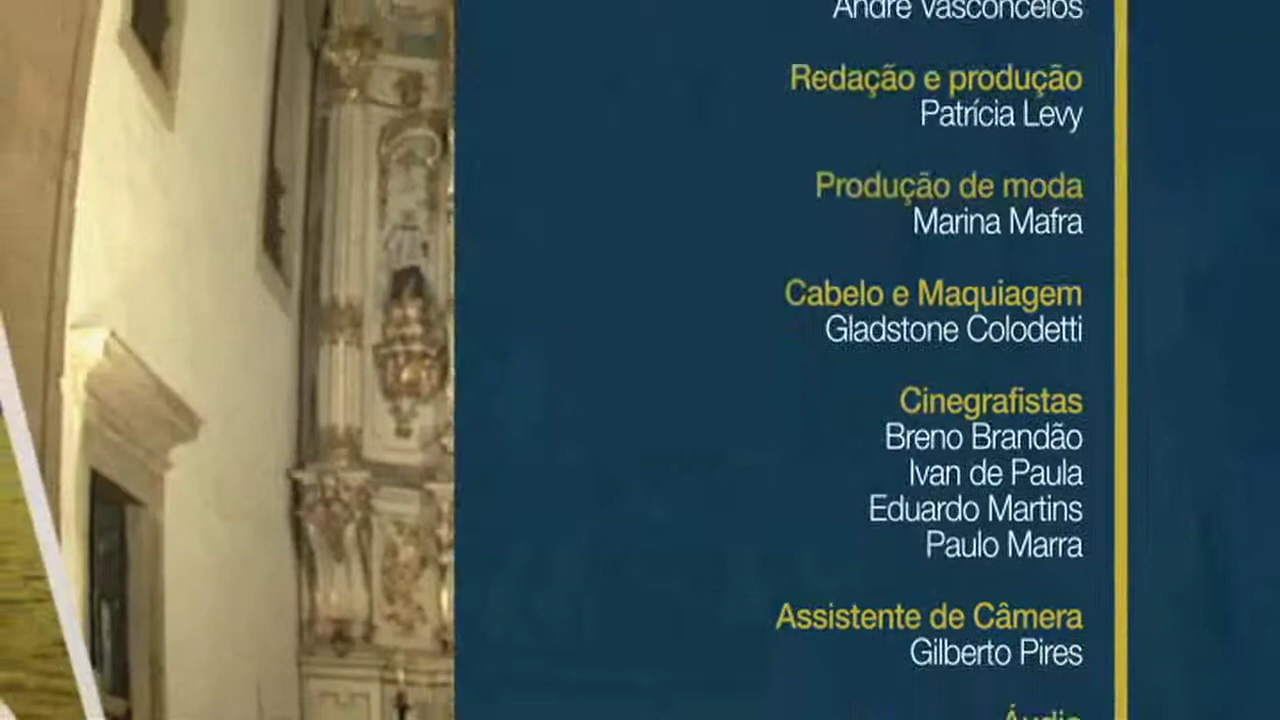 André Vasconcelos
Redação e produção
Patrícia Levy
Produção de moda
Marina Mafra
Cabelo e Maquiagem
Gladstone Colodetti
Cinegrafistas
Breno Brandão
Ivan de Paula
Eduardo Martins
Paulo Marra
Assistente de Câmera
Gilberto Pires
Áudio